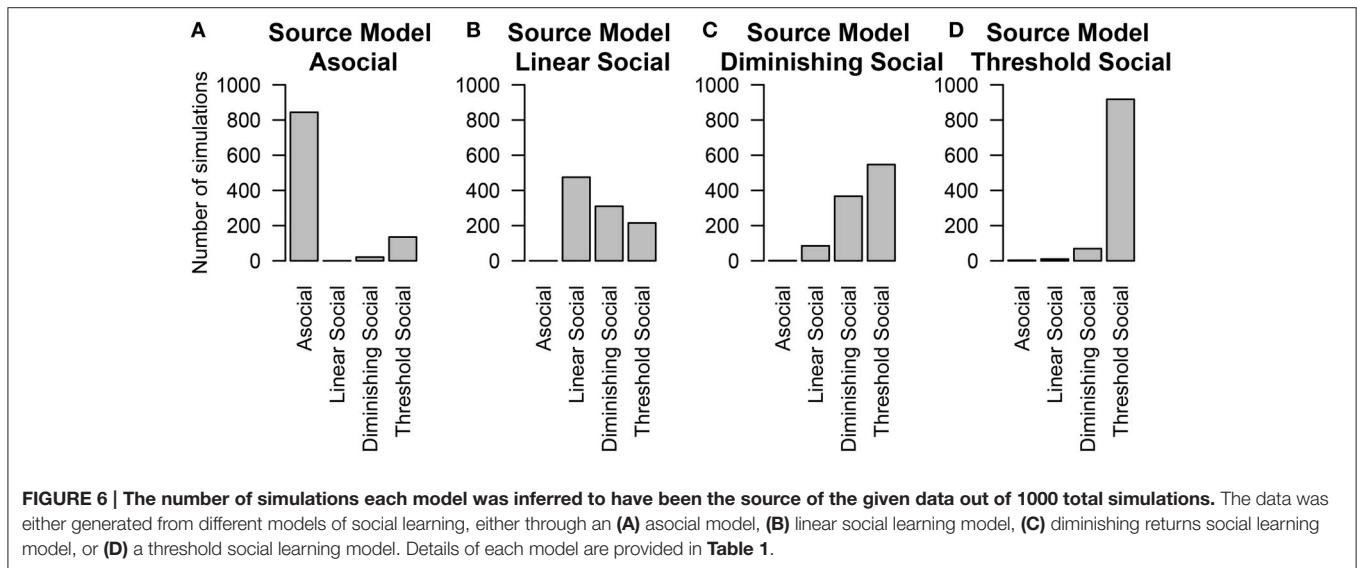 A Source Model Asocial
Number of simulations
1000
800
600
400
200
0
Asocial
Linear Social
Diminishing Social
Threshold Social
B Source Model Linear Social
1000
800
600
400
200
0
Asocial
Linear Social
Diminishing Social
Threshold Social
C Source Model Diminishing Social
1000
800
600
400
200
0
Asocial
Linear Social
Diminishing Social
Threshold Social
D Source Model Threshold Social
1000
800
600
400
200
0
Asocial
Linear Social
Diminishing Social
Threshold Social
FIGURE 6 | The number of simulations each model was inferred to have been the source of the given data out of 1000 total simulations. The data was
either generated from different models of social learning, either through an (A) asocial model, (B) linear social learning model, (C) diminishing returns social learning
model, or (D) a threshold social learning model. Details of each model are provided in Table 1.